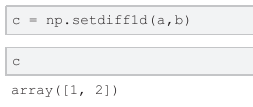 c = np.setdiff1d(a,b)
c
array([1, 2])